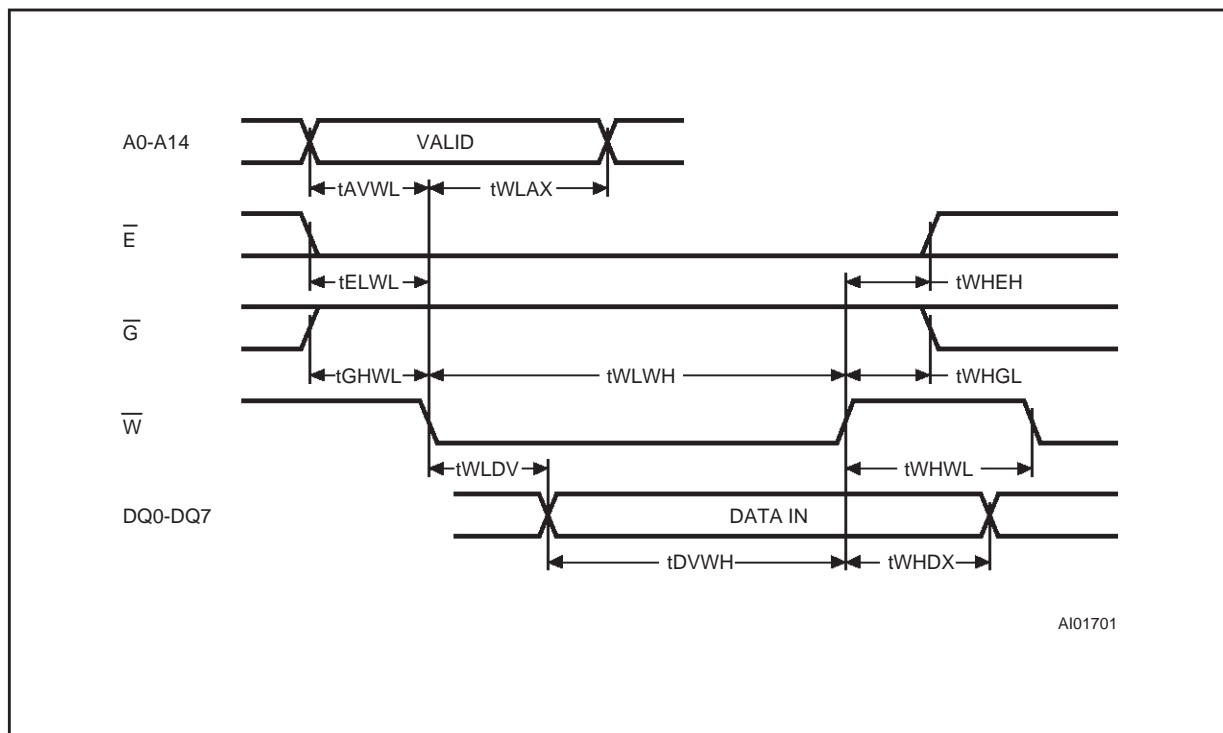 A0-A14 VALID
tAVWL tWLAX
E̅
tELWL tWHEH
G̅
tGHWL tWLWH tWHGL
W̅
tWLDV tWHWL
DQ0-DQ7 DATA IN
tDVWH tWHDX
AI01701